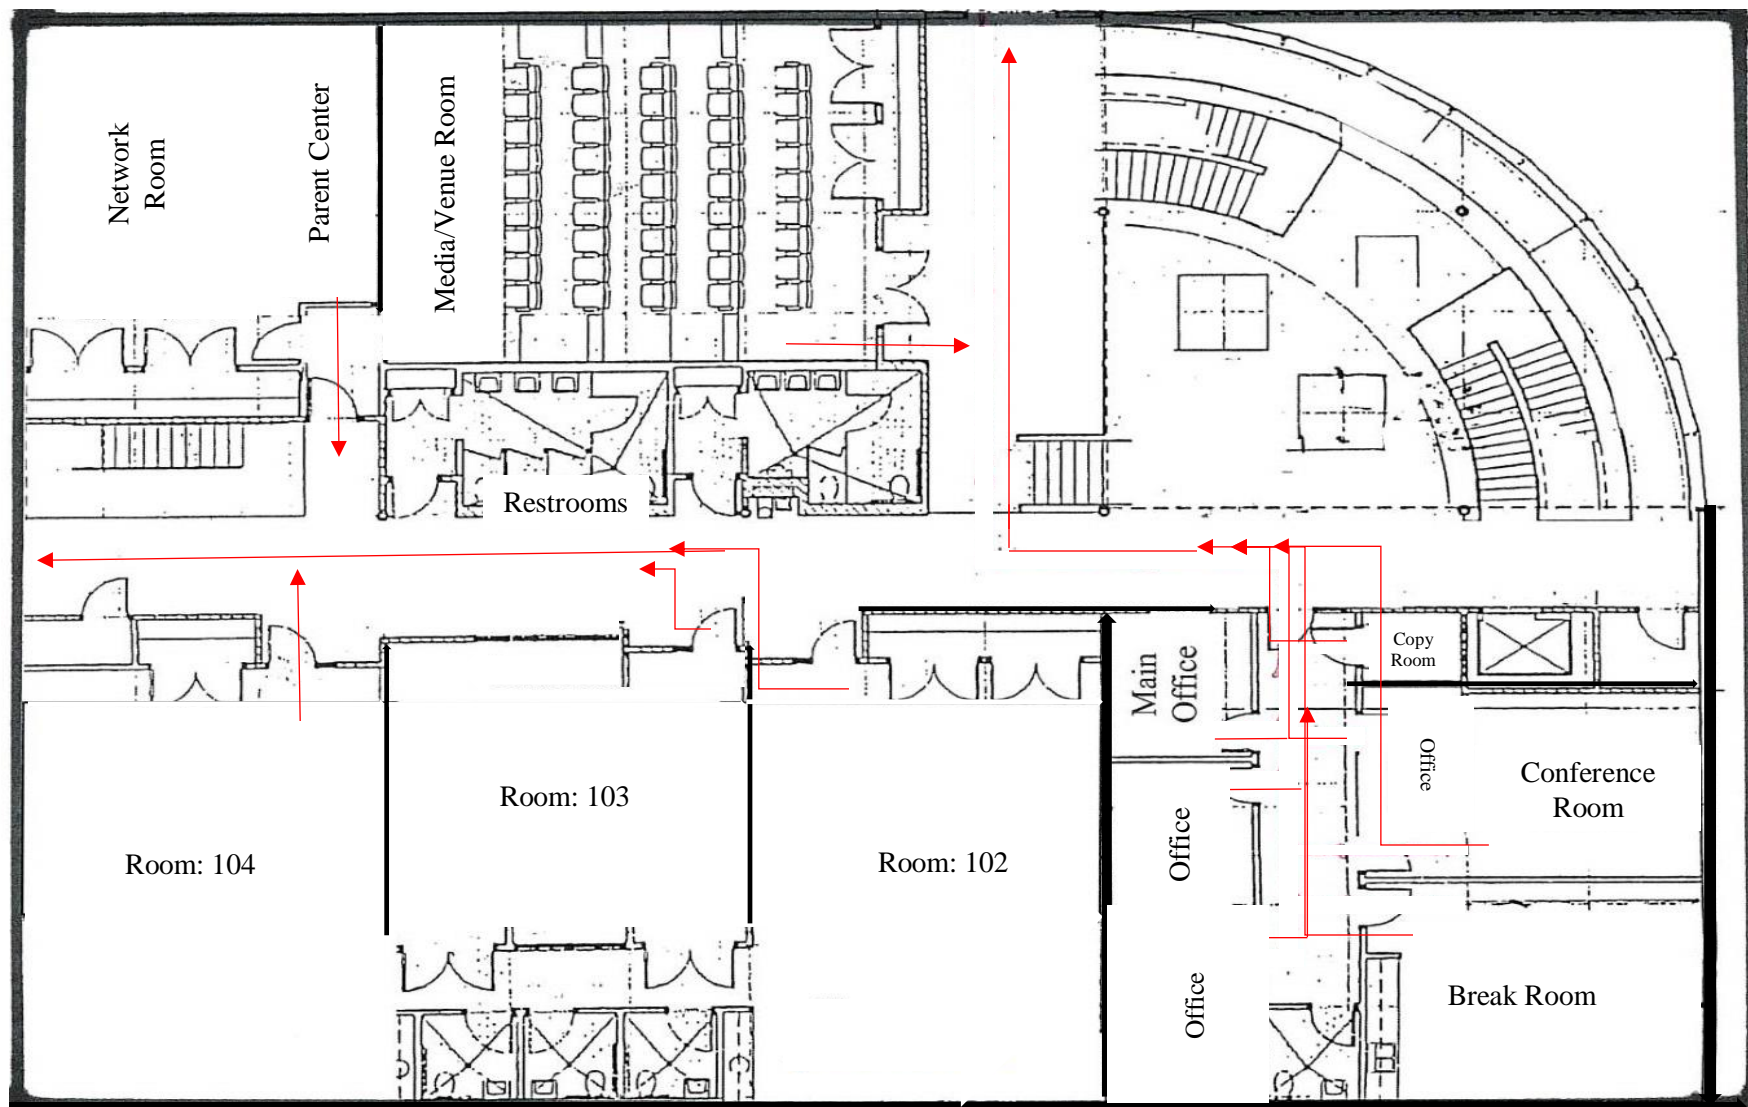 Network
Room
Parent Center
Media/Venue Room
Restrooms
Copy
Room
Main
Office
Office
Conference
Room
Room: 103
Room: 104
Room: 102
Office
Office
Break Room